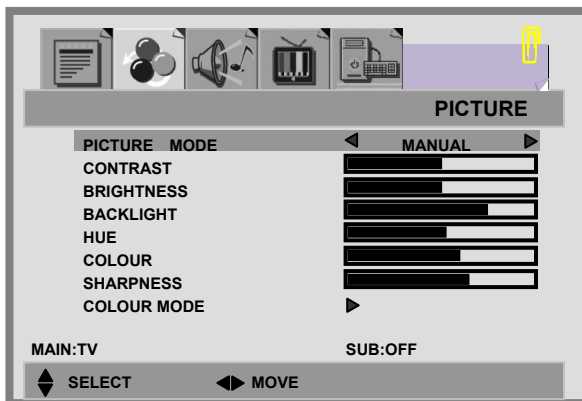 PICTURE
PICTURE MODE MANUAL
CONTRAST
BRIGHTNESS
BACKLIGHT
HUE
COLOUR
SHARPNESS
COLOUR MODE
MAIN:TV SUB:OFF
SELECT MOVE